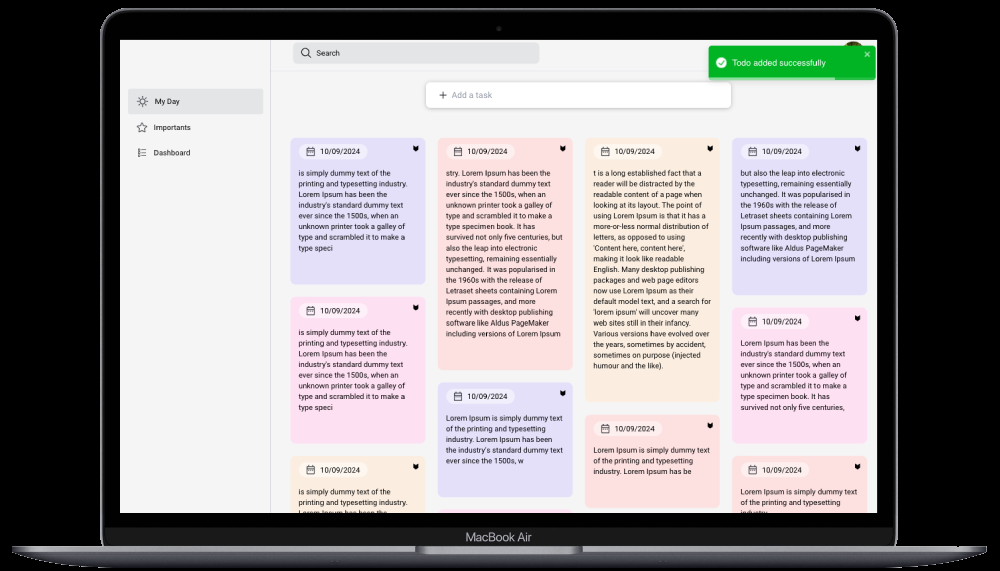 Search
Todo added successfully
My Day
Importants
Dashboard
Add a task
10/09/2024
is simply dummy text of the
printing and typesetting industry.
Lorem Ipsum has been the
industry's standard dummy text
ever since the 1500s, when an
unknown printer took a galley of
type and scrambled it to make a
type speci
10/09/2024
is simply dummy text of the
printing and typesetting industry.
Lorem Ipsum has been the
industry's standard dummy text
ever since the 1500s, when an
unknown printer took a galley of
type and scrambled it to make a
type speci
10/09/2024
is simply dummy text of the
printing and typesetting industry.
Lorem Ipsum has been the
10/09/2024
stry. Lorem Ipsum has been the
industry's standard dummy text
ever since the 1500s, when an
unknown printer took a galley of
type and scrambled it to make a
type specimen book. It has
survived not only five centuries, but
also the leap into electronic
typesetting, remaining essentially
unchanged. It was popularised in
the 1960s with the release of
Letraset sheets containing Lorem
Ipsum passages, and more
recently with desktop publishing
software like Aldus PageMaker
including versions of Lorem Ipsum
10/09/2024
Lorem Ipsum is simply dummy text
of the printing and typesetting
industry. Lorem Ipsum has been
the industry's standard dummy text
ever since the 1500s, w
10/09/2024
t is a long established fact that a
reader will be distracted by the
readable content of a page when
looking at its layout. The point of
using Lorem Ipsum is that it has a
more-or-less normal distribution of
letters, as opposed to using
'Content here, content here',
making it look like readable
English. Many desktop publishing
packages and web page editors
now use Lorem Ipsum as their
default model text, and a search for
'lorem ipsum' will uncover many
web sites still in their infancy.
Various versions have evolved over
the years, sometimes by accident,
sometimes on purpose (injected
humour and the like).
10/09/2024
Lorem Ipsum is simply dummy text
of the printing and typesetting
industry. Lorem Ipsum has be
10/09/2024
but also the leap into electronic
typesetting, remaining essentially
unchanged. It was popularised in
the 1960s with the release of
Letraset sheets containing Lorem
Ipsum passages, and more
recently with desktop publishing
software like Aldus PageMaker
including versions of Lorem Ipsum
10/09/2024
Lorem Ipsum has been the
industry's standard dummy text
ever since the 1500s, when an
unknown printer took a galley of
type and scrambled it to make a
type specimen book. It has
survived not only five centuries,
10/09/2024
Lorem Ipsum is simply dummy text
of the printing and typesetting
industry.
MacBook Air